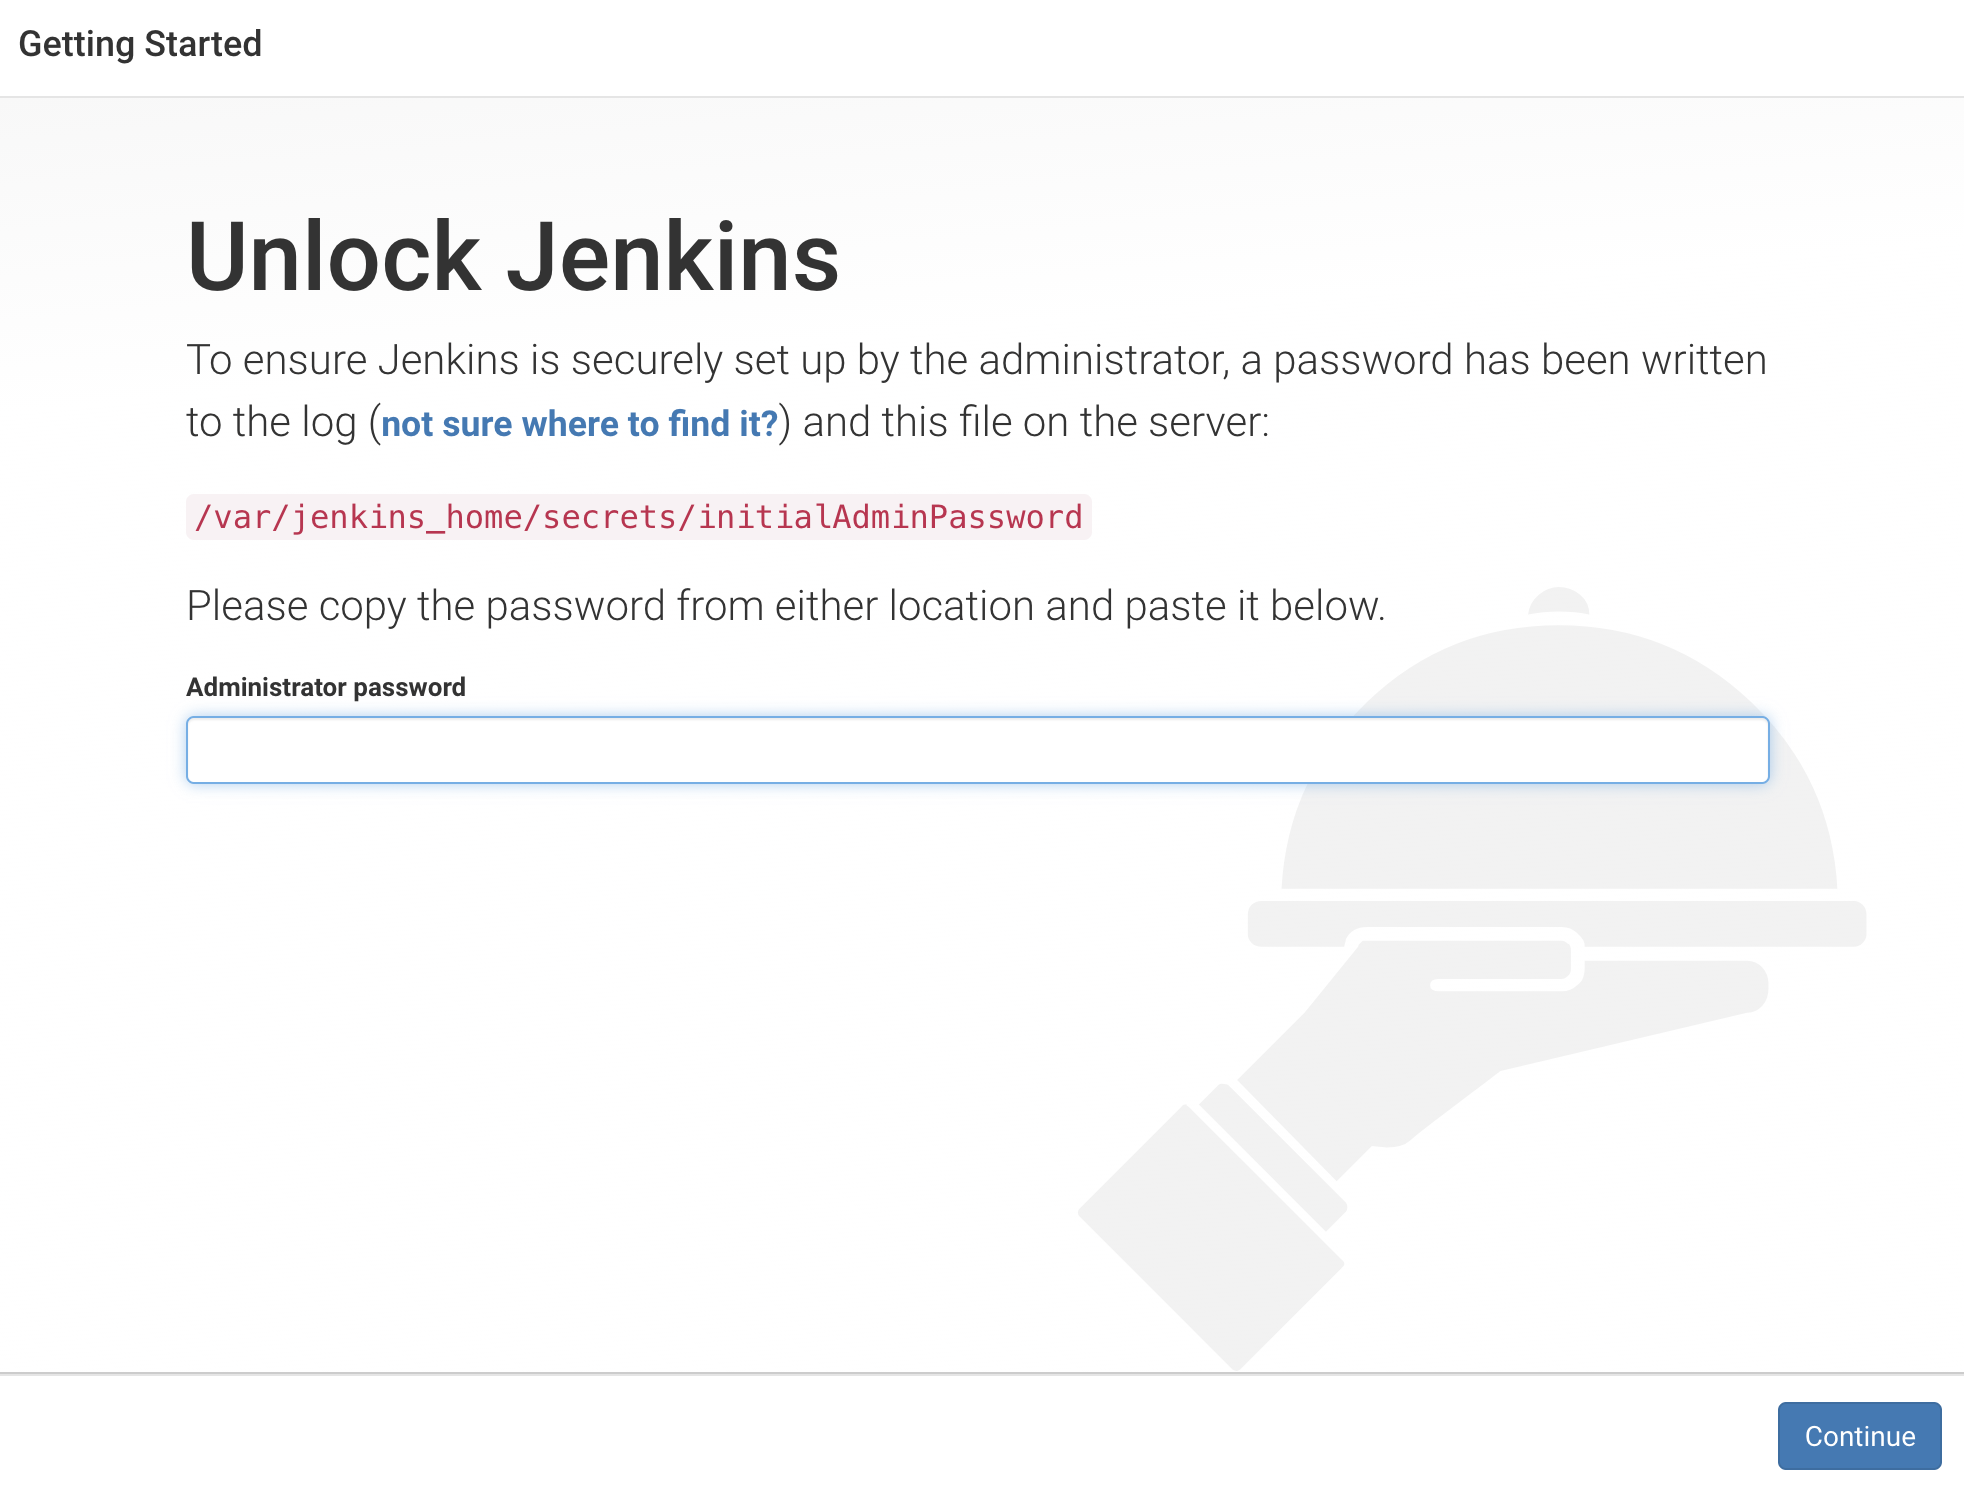 Getting Started
Unlock Jenkins
To ensure Jenkins is securely set up by the administrator, a password has been written
to the log (not sure where to find it?) and this file on the server:
/var/jenkins_home/secrets/initialAdminPassword
Please copy the password from either location and paste it below.
Administrator password
Continue